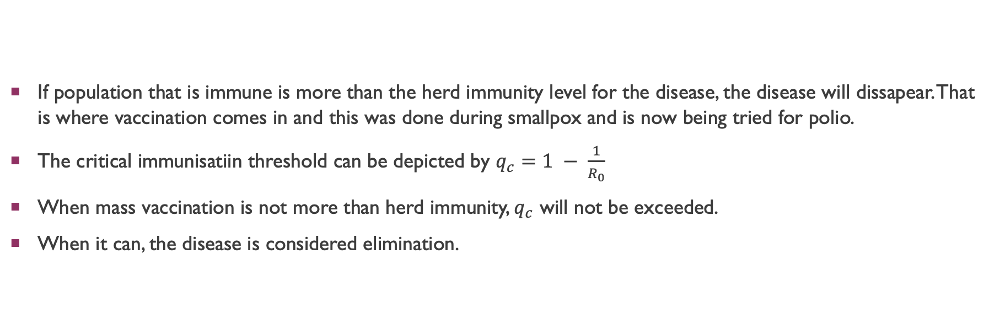 ▪ If population that is immune is more than the herd immunity level for the disease, the disease will dissapear. That
is where vaccination comes in and this was done during smallpox and is now being tried for polio.
▪ The critical immunisatiin threshold can be depicted by $q_c = 1 - \frac{1}{R_0}$
▪ When mass vaccination is not more than herd immunity, $q_c$ will not be exceeded.
▪ When it can, the disease is considered elimination.